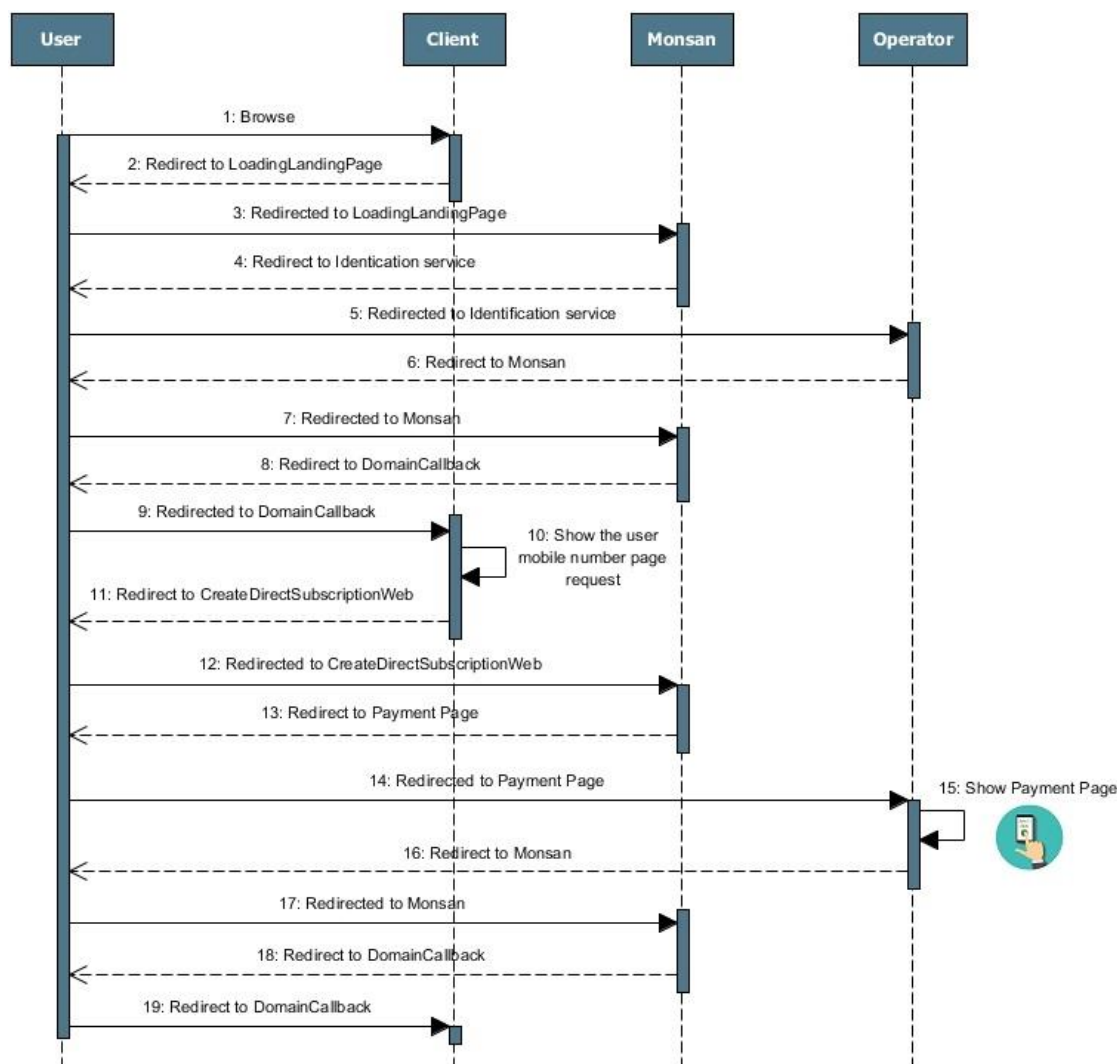 User
Client
Monsan
Operator
1: Browse
2: Redirect to LoadingLandingPage
3: Redirected to LoadingLandingPage
4: Redirect to Identication service
5: Redirected to Identification service
6: Redirect to Monsan
7: Redirected to Monsan
8: Redirect to DomainCallback
9: Redirected to DomainCallback
10: Show the user
mobile number page
request
11: Redirect to CreateDirectSubscriptionWeb
12: Redirected to CreateDirectSubscriptionWeb
13: Redirect to Payment Page
14: Redirected to Payment Page
15: Show Payment Page
16: Redirect to Monsan
17: Redirected to Monsan
18: Redirect to DomainCallback
19: Redirect to DomainCallback